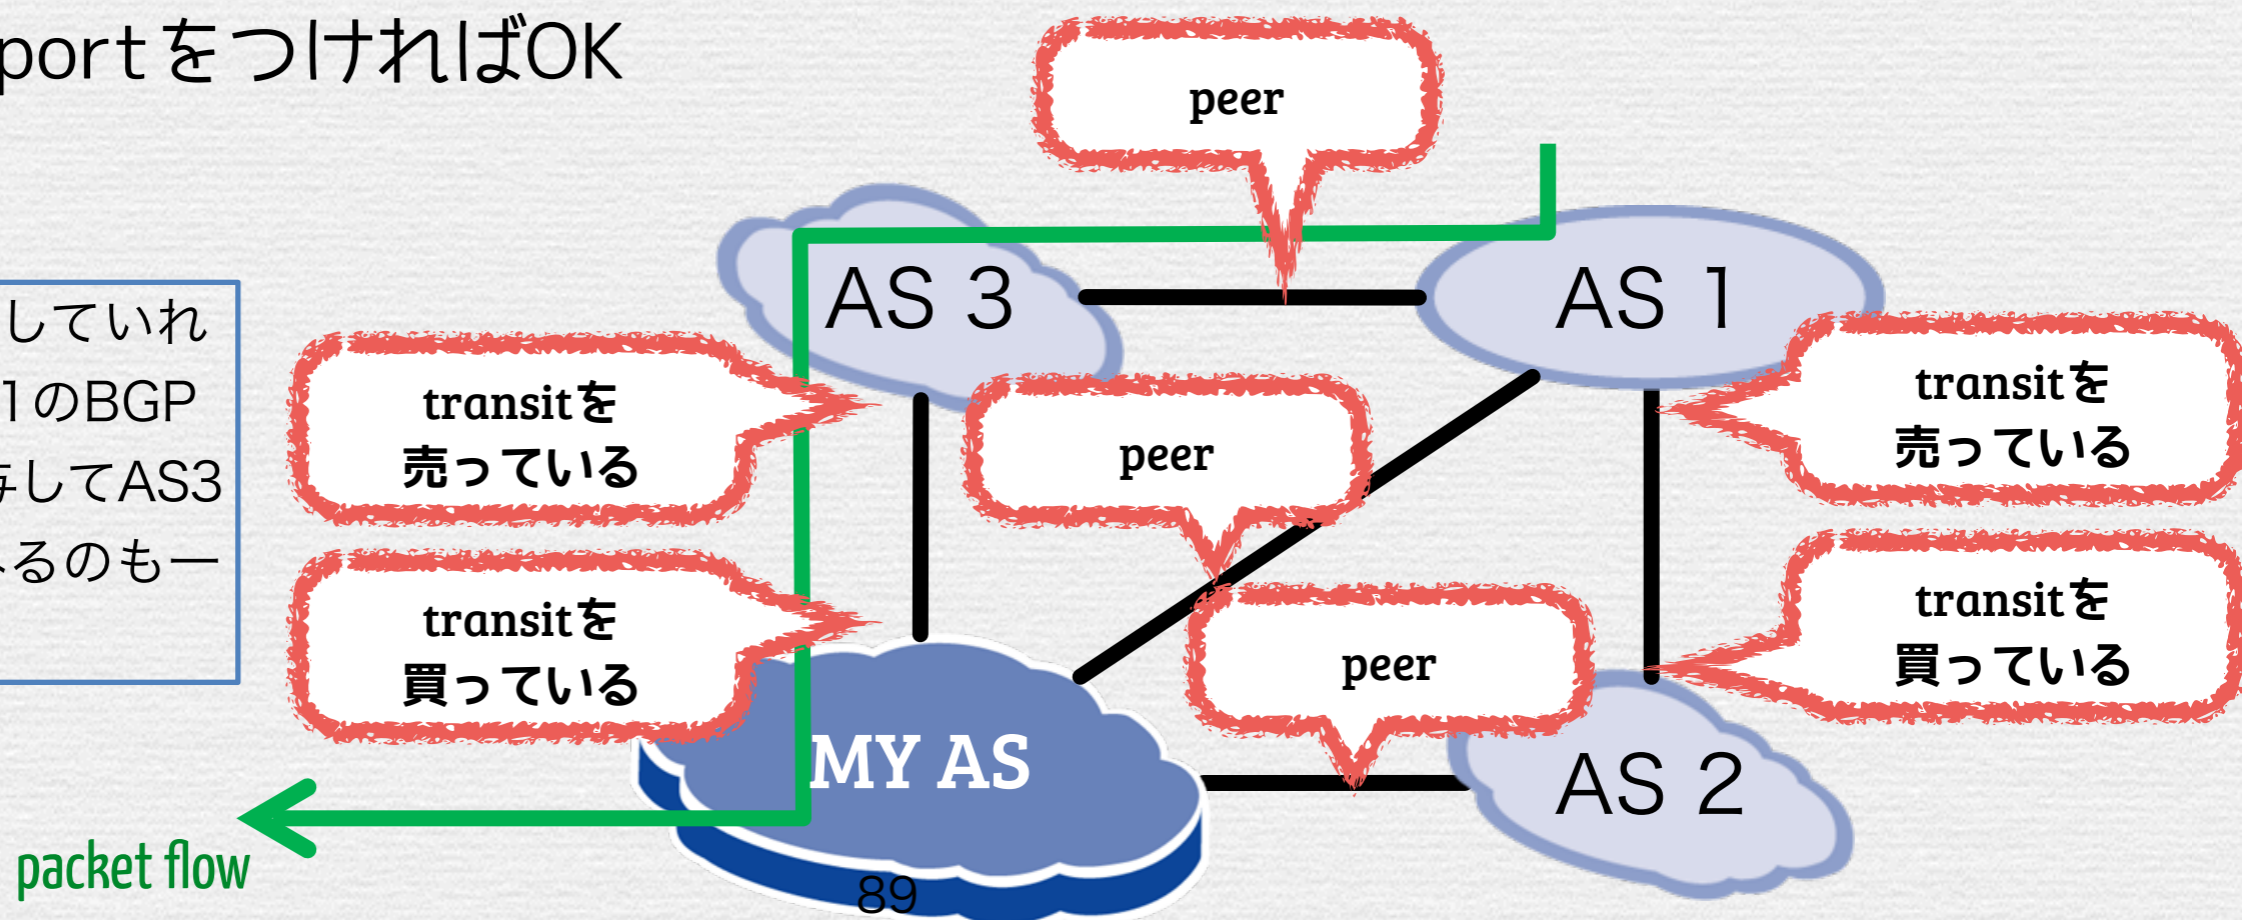 portをつければOK
peer
していれ
1のBGP
してAS3
るのも一
AS 3
AS 1
transitを
売っている
peer
transitを
売っている
transitを
買っている
peer
transitを
買っている
MY AS
AS 2
packet flow
89